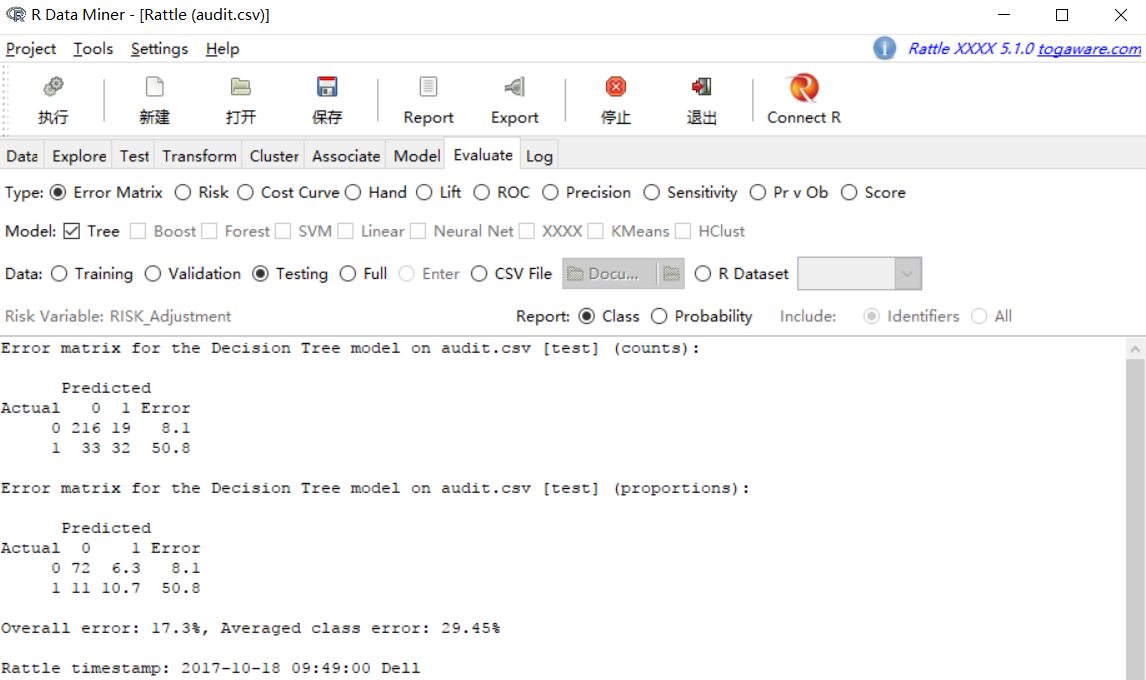 R Data Miner - [Rattle (audit.csv)]
Project Tools Settings Help Rattle XXXX 5.1.0 togaware.com
执行 新建 打开 保存 Report Export 停止 退出 Connect R
Data Explore Test Transform Cluster Associate Model Evaluate Log
Type: Error Matrix Risk Cost Curve Hand Lift ROC Precision Sensitivity Pr v Ob Score
Model: Tree Boost Forest SVM Linear Neural Net XXXX KMeans HClust
Data: Training Validation Testing Full Enter CSV File Docu... R Dataset
Risk Variable: RISK_Adjustment Report: Class Probability Include: Identifiers All
Error matrix for the Decision Tree model on audit.csv [test] (counts):
Predicted
Actual 0 1 Error
0 216 19 8.1
1 33 32 50.8
Error matrix for the Decision Tree model on audit.csv [test] (proportions):
Predicted
Actual 0 1 Error
0 72 6.3 8.1
1 11 10.7 50.8
Overall error: 17.3%, Averaged class error: 29.45%
Rattle timestamp: 2017-10-18 09:49:00 Dell